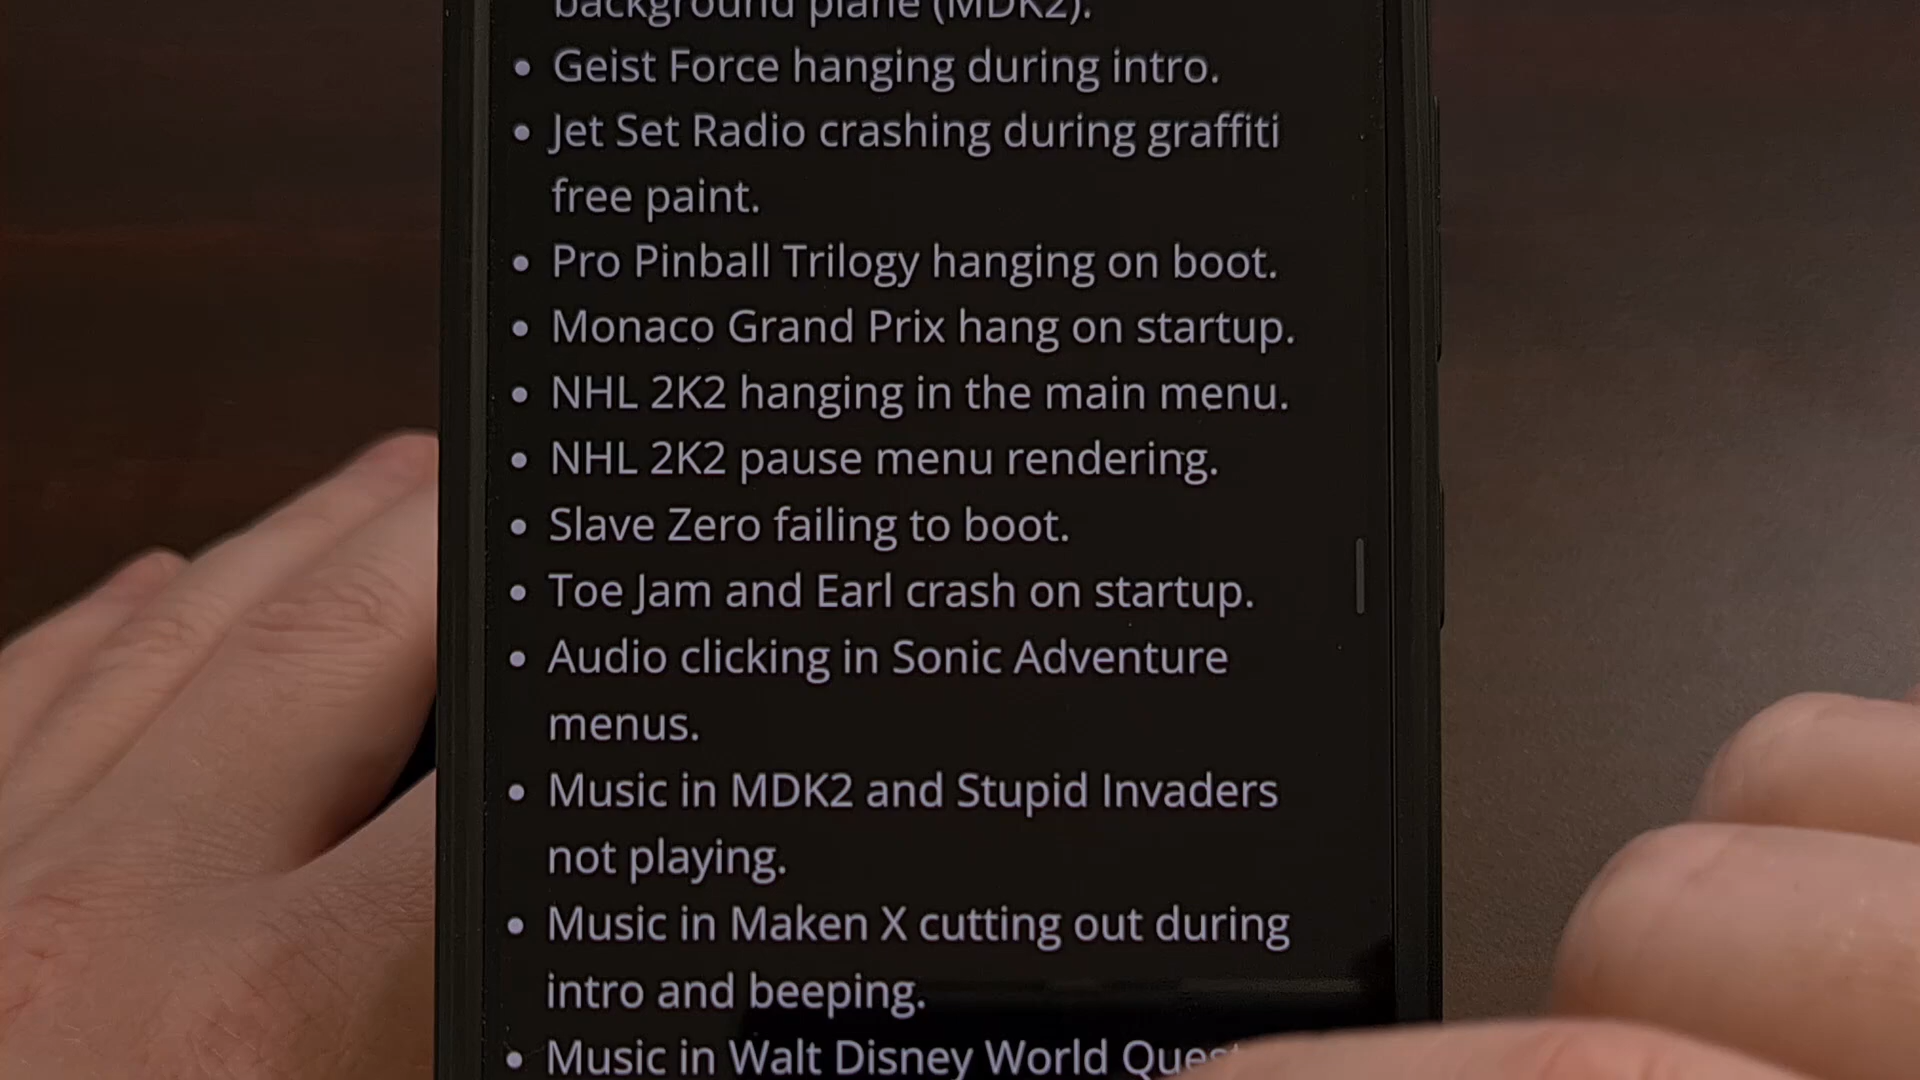 background plane (MDK2).
• Geist Force hanging during intro.
• Jet Set Radio crashing during graffiti
free paint.
• Pro Pinball Trilogy hanging on boot.
• Monaco Grand Prix hang on startup.
• NHL 2K2 hanging in the main menu.
• NHL 2K2 pause menu rendering.
• Slave Zero failing to boot.
• Toe Jam and Earl crash on startup.
• Audio clicking in Sonic Adventure
menus.
• Music in MDK2 and Stupid Invaders
not playing.
• Music in Maken X cutting out during
intro and beeping.
• Music in Walt Disney World